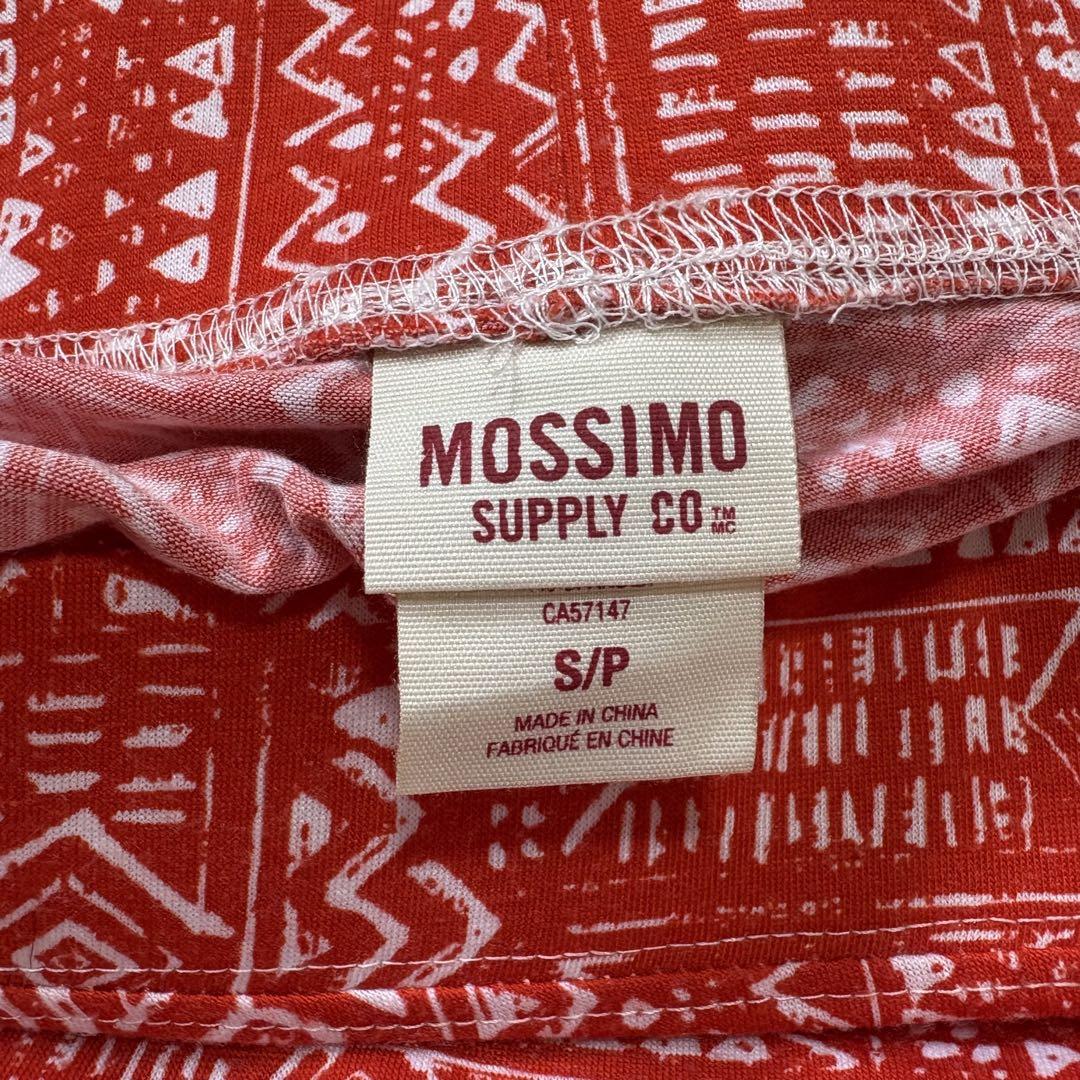 MOSSIMO
SUPPLY CO TM
MC
CA57147
S/P
MADE IN CHINA
FABRIQUÉ EN CHINE